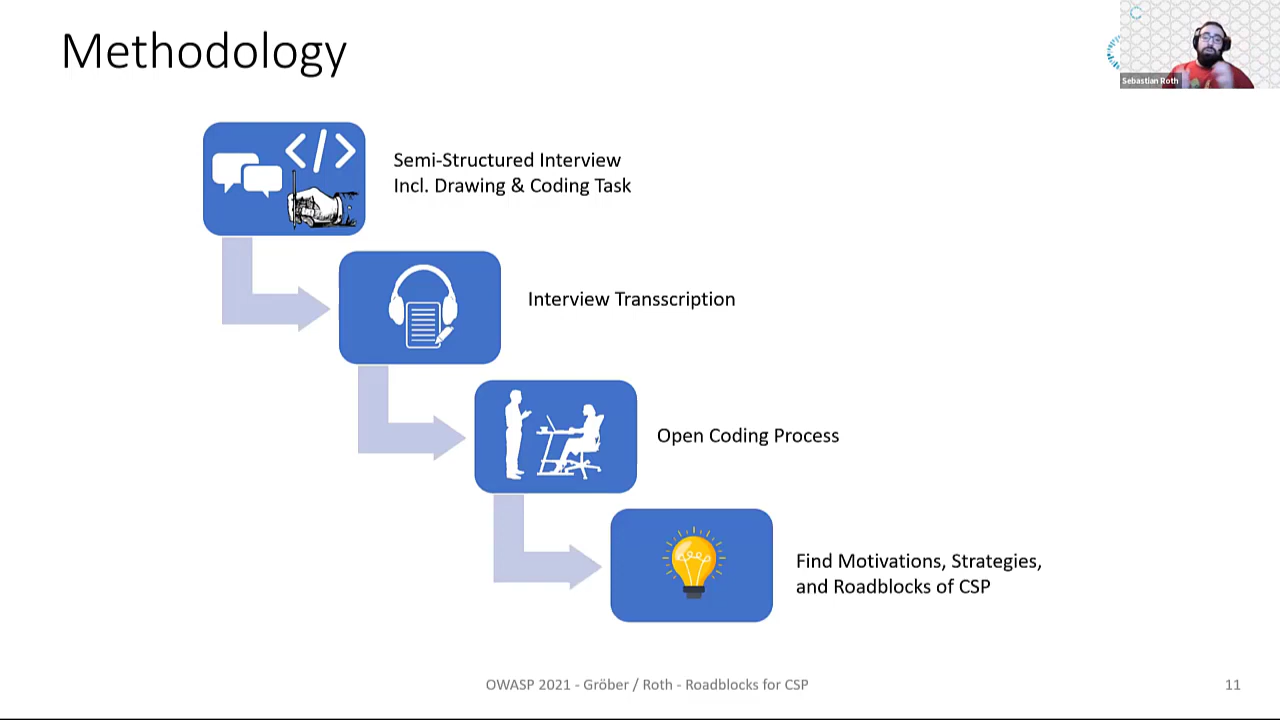 Methodology
Sebastian Roth
</>
Semi-Structured Interview
Incl. Drawing & Coding Task
Interview Transscription
Open Coding Process
Find Motivations, Strategies,
and Roadblocks of CSP
OWASP 2021 - Gröber / Roth - Roadblocks for CSP
11